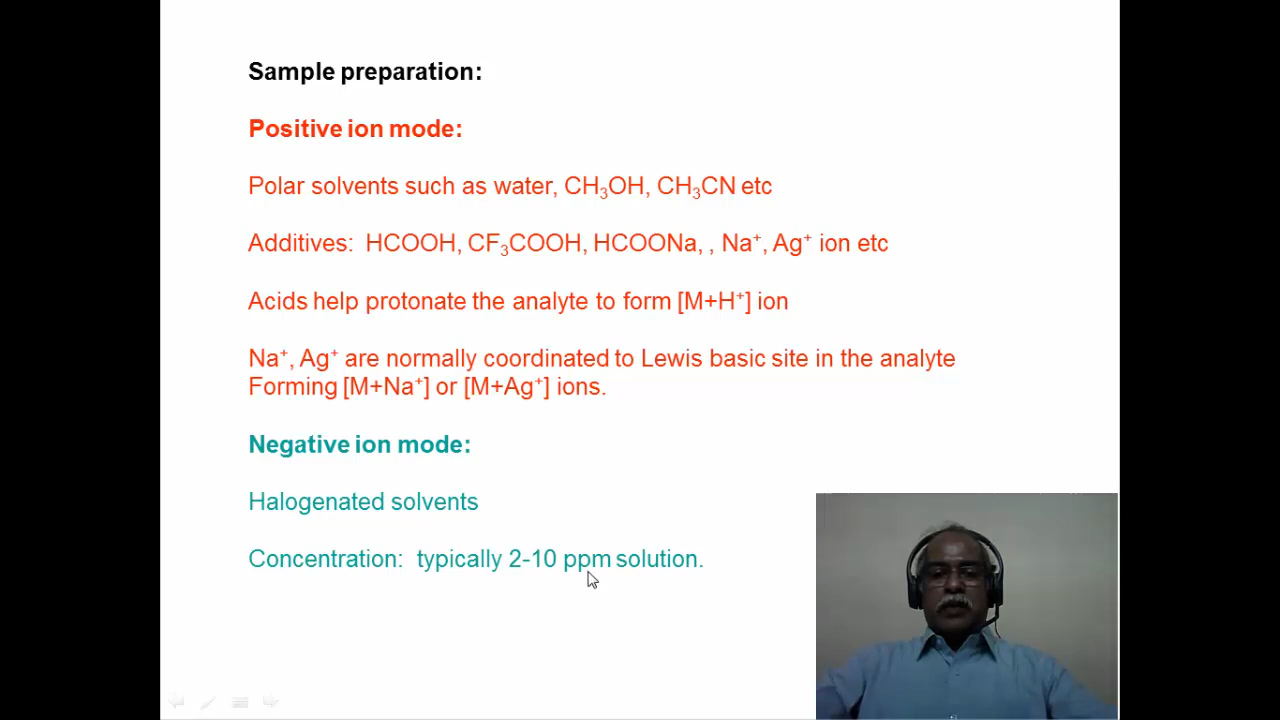 Sample preparation:
Positive ion mode:
Polar solvents such as water, CH₃OH, CH₃CN etc
Additives: HCOOH, CF₃COOH, HCOONa, , Na⁺, Ag⁺ ion etc
Acids help protonate the analyte to form [M+H⁺] ion
Na⁺, Ag⁺ are normally coordinated to Lewis basic site in the analyte
Forming [M+Na⁺] or [M+Ag⁺] ions.
Negative ion mode:
Halogenated solvents
Concentration: typically 2-10 ppm solution.